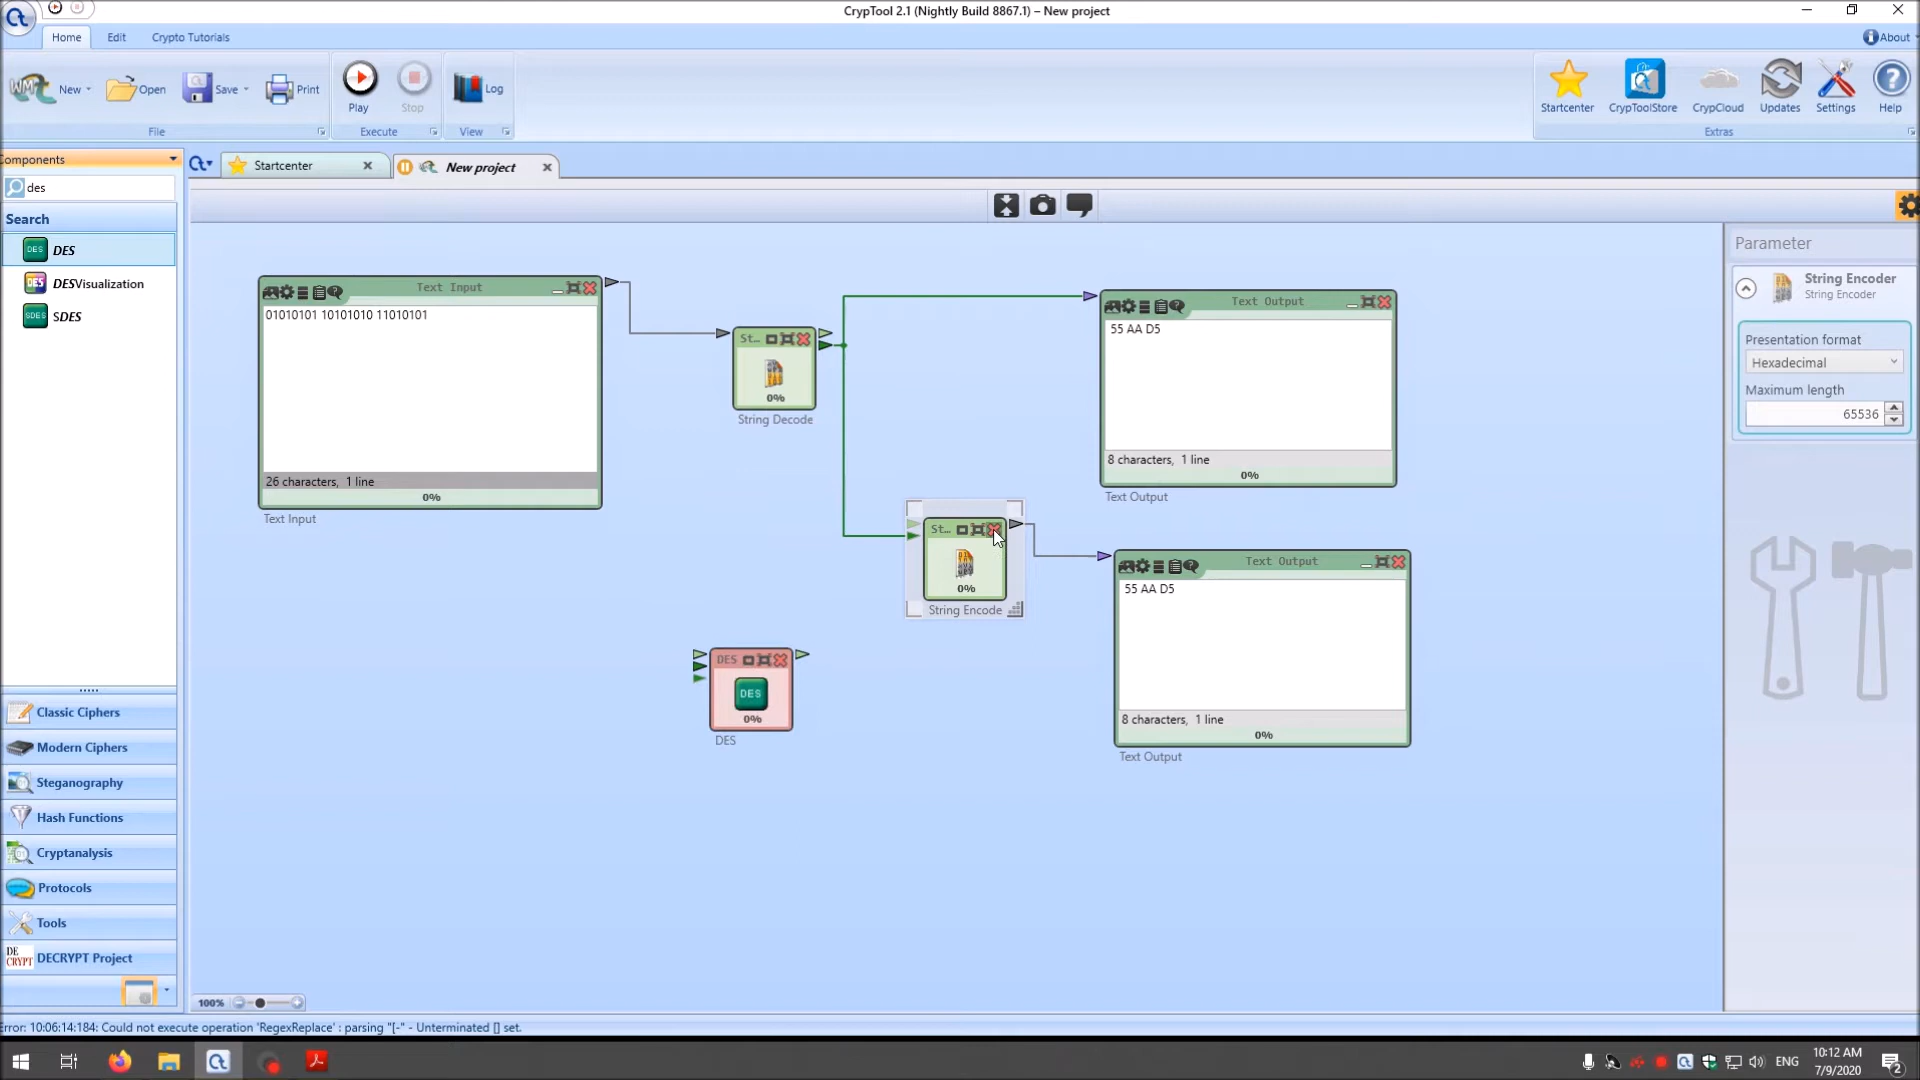 CrypTool 2.1 (Nightly Build 8867.1) – New project
Home Edit Crypto Tutorials About
New Open Save Print Play Stop Log Startcenter CrypToolStore CrypCloud Updates Settings Help
File Execute View Extras
Components Startcenter New project
des
Search
DES
DESVisualization
SDES
Classic Ciphers
Modern Ciphers
Steganography
Hash Functions
Cryptanalysis
Protocols
Tools
DECRYPT Project
Text Input
01010101 10101010 11010101
26 characters, 1 line
0%
Text Input
St...
0%
String Decode
Text Output
55 AA D5
8 characters, 1 line
0%
Text Output
St...
0%
String Encode
Text Output
55 AA D5
8 characters, 1 line
0%
Text Output
DES
DES
0%
DES
Parameter
String Encoder
String Encoder
Presentation format
Hexadecimal
Maximum length
65536
100%
Error: 10:06:14:184: Could not execute operation 'RegexReplace' : parsing "[-" - Unterminated [] set.
ENG
10:12 AM
7/9/2020
2